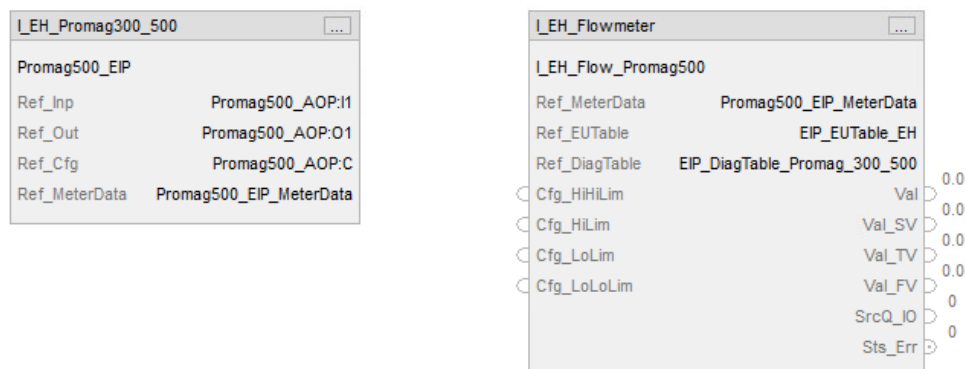 I_EH_Promag300_500 ...
Promag500_EIP
Ref_Inp Promag500_AOP:I1
Ref_Out Promag500_AOP:O1
Ref_Cfg Promag500_AOP:C
Ref_MeterData Promag500_EIP_MeterData
I_EH_Flowmeter ...
I_EH_Flow_Promag500
Ref_MeterData Promag500_EIP_MeterData
Ref_EUTable EIP_EUTable_EH
Ref_DiagTable EIP_DiagTable_Promag_300_500
0.0
Cfg_HiHiLim Val
0.0
Cfg_HiLim Val_SV
0.0
Cfg_LoLim Val_TV
0.0
Cfg_LoLoLim Val_FV
0
SrcQ_IO
0
Sts_Err